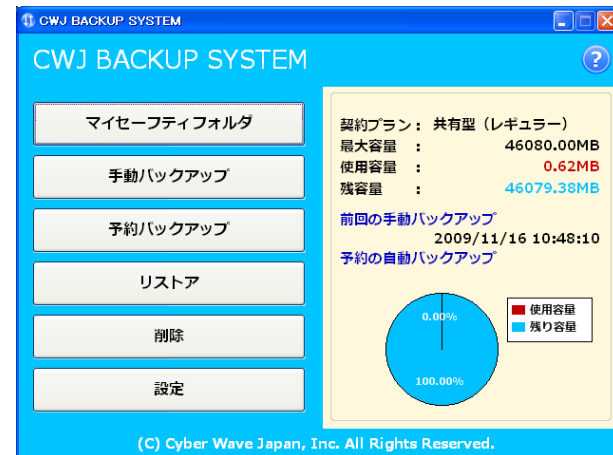 CWJ BACKUP SYSTEM
CWJ BACKUP SYSTEM
?
マイセーフティフォルダ
手動バックアップ
予約バックアップ
リストア
削除
設定
契約プラン： 共有型（レギュラー）
最大容量 ： 46080.00MB
使用容量 ： 0.62MB
残容量 ： 46079.38MB
前回の手動バックアップ
2009/11/16 10:48:10
予約の自動バックアップ
0.00%
100.00%
使用容量
残り容量
(C) Cyber Wave Japan, Inc. All Rights Reserved.